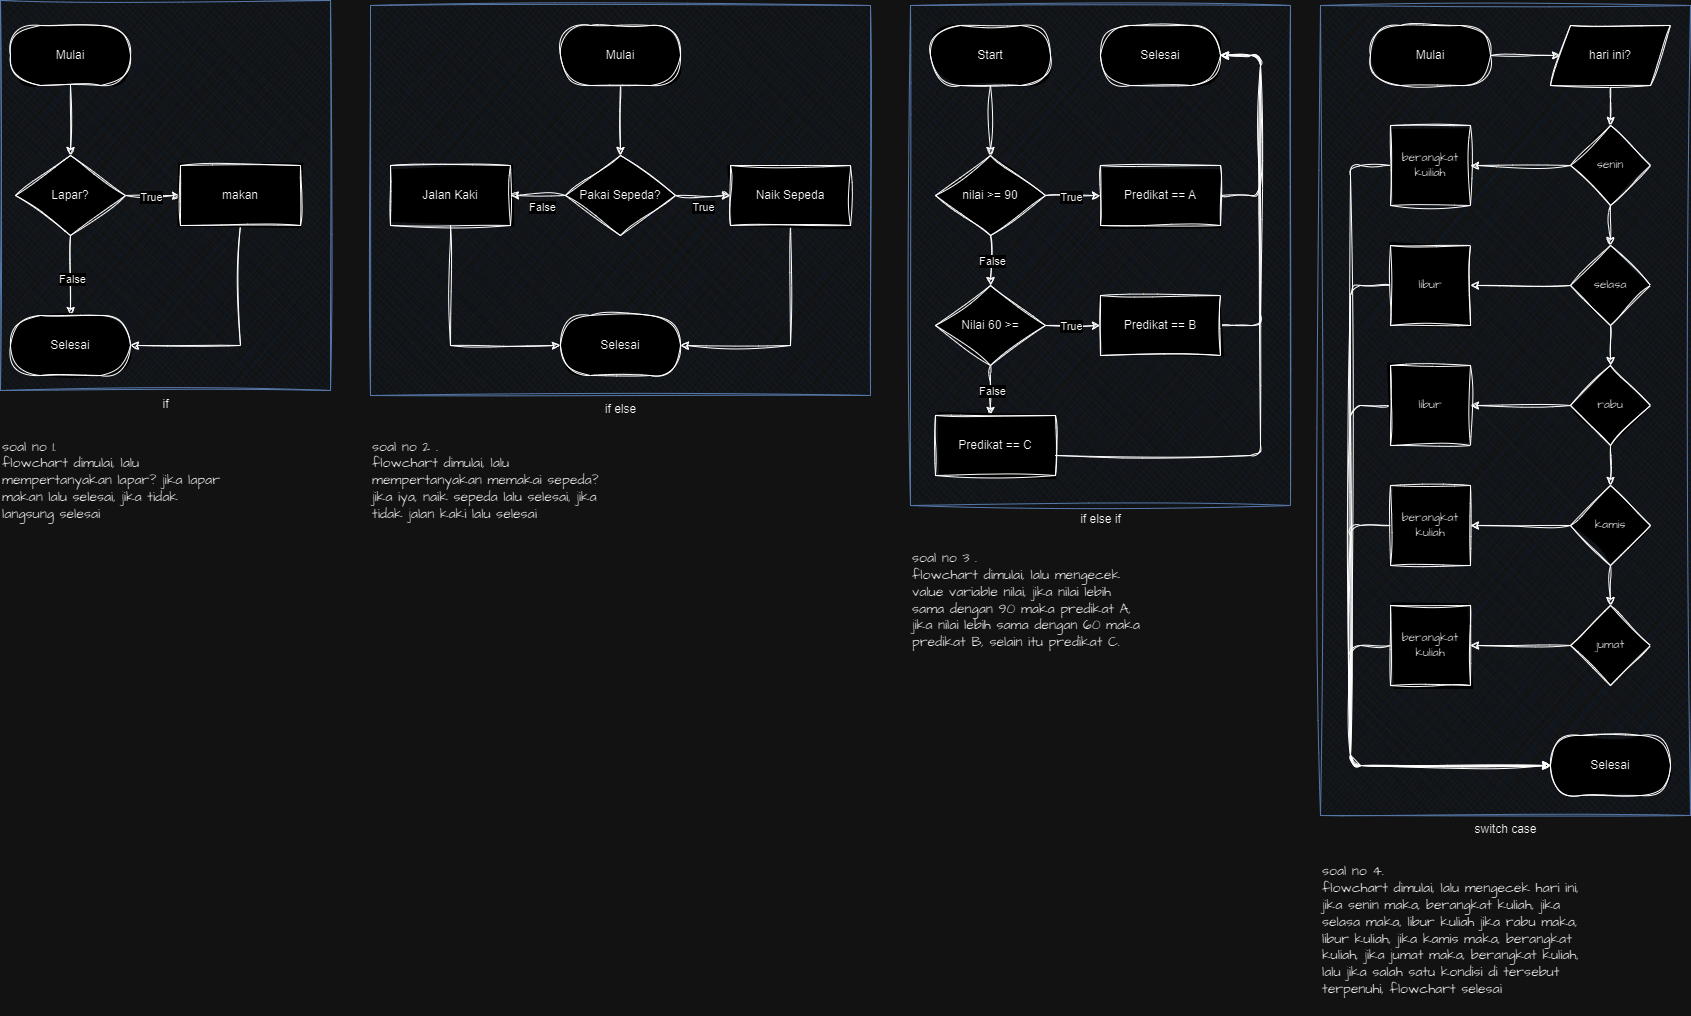 Mulai
Lapar?
True
makan
False
Selesai
if
soal no 1.
flowchart dimulai, lalu
mempertanyakan lapar? jika lapar
makan lalu selesai, jika tidak
langsung selesai
Mulai
Jalan Kaki
False
Pakai Sepeda?
True
Naik Sepeda
Selesai
if else
soal no 2 .
flowchart dimulai, lalu
mempertanyakan memakai sepeda?
jika iya, naik sepeda lalu selesai, jika
tidak jalan kaki lalu selesai
Start
Selesai
nilai >= 90
True
Predikat == A
False
Nilai 60 >=
True
Predikat == B
False
Predikat == C
if else if
soal no 3 .
flowchart dimulai, lalu mengecek
value variable nilai, jika nilai lebih
sama dengan 90 maka predikat A,
jika nilai lebih sama dengan 60 maka
predikat B, selain itu predikat C.
Mulai
hari ini?
berangkat
kuiliah
senin
libur
selasa
libur
rabu
berangkat
kuliah
kamis
berangkat
kuliah
jumat
Selesai
switch case
soal no 4.
flowchart dimulai, lalu mengecek hari ini,
jika senin maka, berangkat kuliah, jika
selasa maka, libur kuliah jika rabu maka,
libur kuliah, jika kamis maka, berangkat
kuliah, jika jumat maka, berangkat kuliah,
lalu jika salah satu kondisi di tersebut
terpenuhi, flowchart selesai